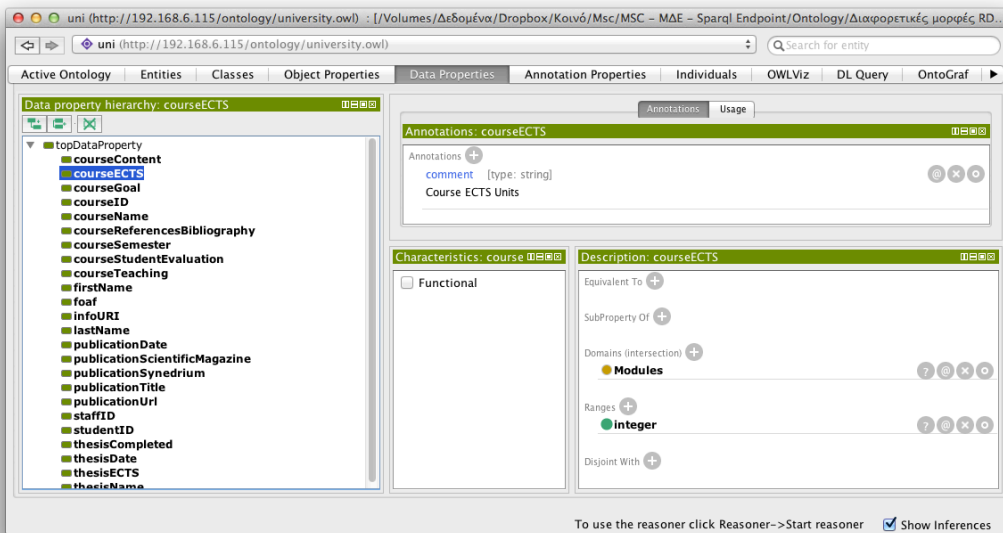 uni (http://192.168.6.115/ontology/university.owl) : [/Volumes/Δεδομένα/Dropbox/Κοινό/Msc/MSC – ΜΔΕ – Sparql Endpoint/Ontology/Διαφορετικές μορφές RD...
uni (http://192.168.6.115/ontology/university.owl)
Search for entity
Active Ontology Entities Classes Object Properties Data Properties Annotation Properties Individuals OWLViz DL Query OntoGraf
Data property hierarchy: courseECTS
topDataProperty
courseContent
courseECTS
courseGoal
courseID
courseName
courseReferencesBibliography
courseSemester
courseStudentEvaluation
courseTeaching
firstName
foaf
infoURI
lastName
publicationDate
publicationScientificMagazine
publicationSynedrium
publicationTitle
publicationUrl
staffID
studentID
thesisCompleted
thesisDate
thesisECTS
thesisName
Annotations Usage
Annotations: courseECTS
Annotations
comment [type: string]
Course ECTS Units
Characteristics: course
Functional
Description: courseECTS
Equivalent To
SubProperty Of
Domains (intersection)
Modules
Ranges
integer
Disjoint With
To use the reasoner click Reasoner->Start reasoner Show Inferences